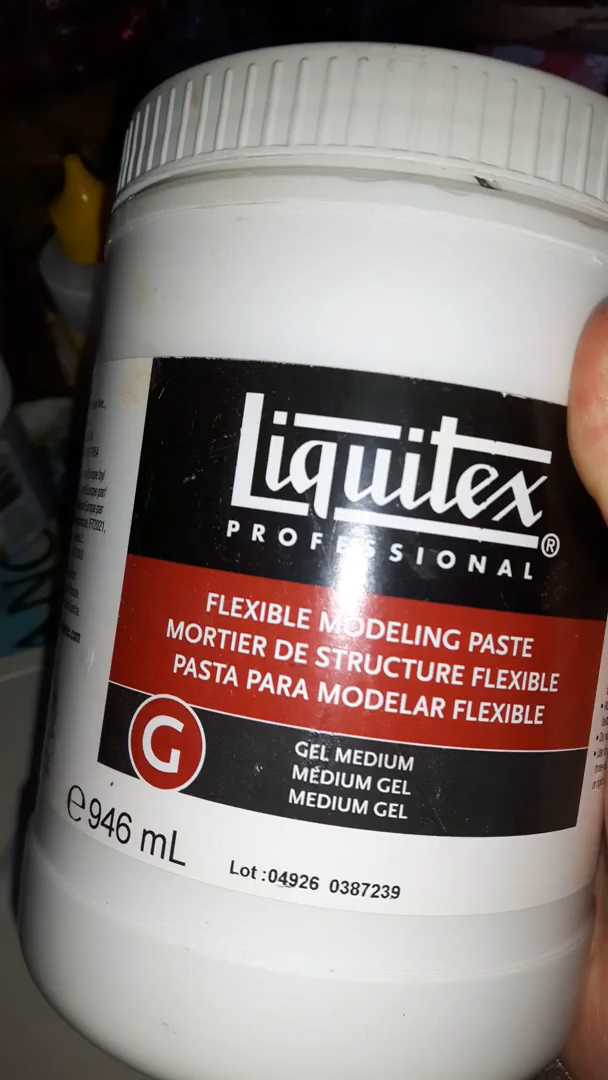 Liquitex®
PROFESSIONAL
FLEXIBLE MODELING PASTE
MORTIER DE STRUCTURE FLEXIBLE
PASTA PARA MODELAR FLEXIBLE
G
GEL MEDIUM
MÉDIUM GEL
MEDIUM GEL
℮946 mL
Lot :04926 0387239